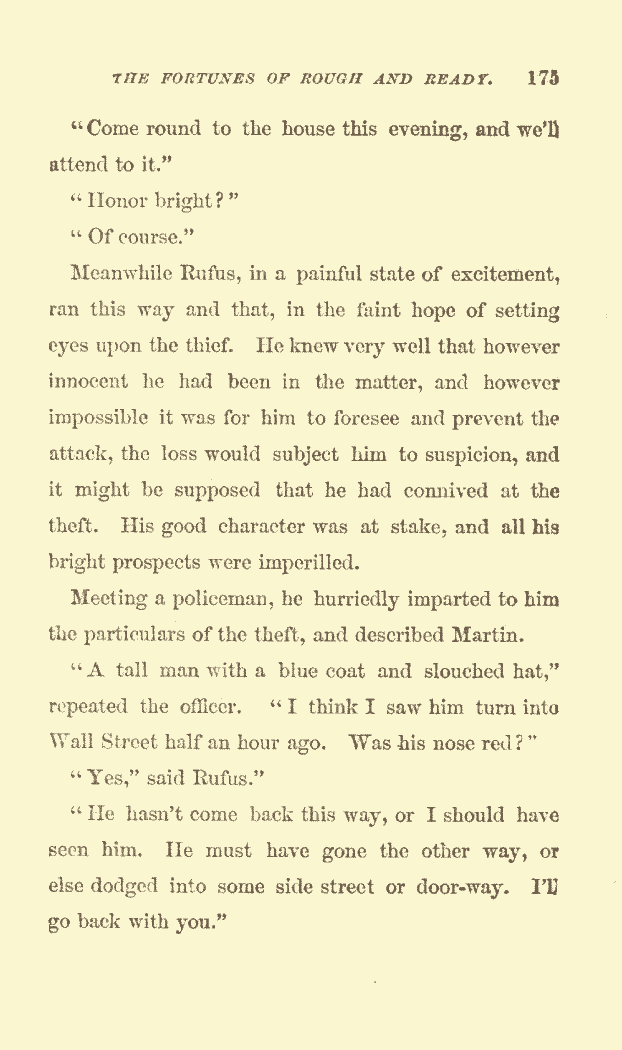 THE FORTUNES OF ROUGH AND READY. 175
"Come round to the house this evening, and we'll
attend to it."
"Honor bright?"
"Of course."
Meanwhile Rufus, in a painful state of excitement,
ran this way and that, in the faint hope of setting
eyes upon the thief. He knew very well that however
innocent he had been in the matter, and however
impossible it was for him to foresee and prevent the
attack, the loss would subject him to suspicion, and
it might be supposed that he had connived at the
theft. His good character was at stake, and all his
bright prospects were imperilled.
Meeting a policeman, he hurriedly imparted to him
the particulars of the theft, and described Martin.
"A tall man with a blue coat and slouched hat,"
repeated the officer. "I think I saw him turn into
Wall Street half an hour ago. Was his nose red?"
"Yes," said Rufus."
"He hasn't come back this way, or I should have
seen him. He must have gone the other way, or
else dodged into some side street or door-way. I'll
go back with you."